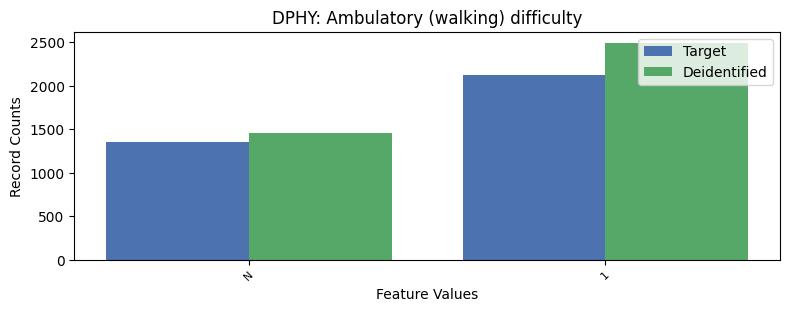 DPHY: Ambulatory (walking) difficulty
Target
Deidentified
Record Counts
2500
2000
1500
1000
500
0
N
1
Feature Values